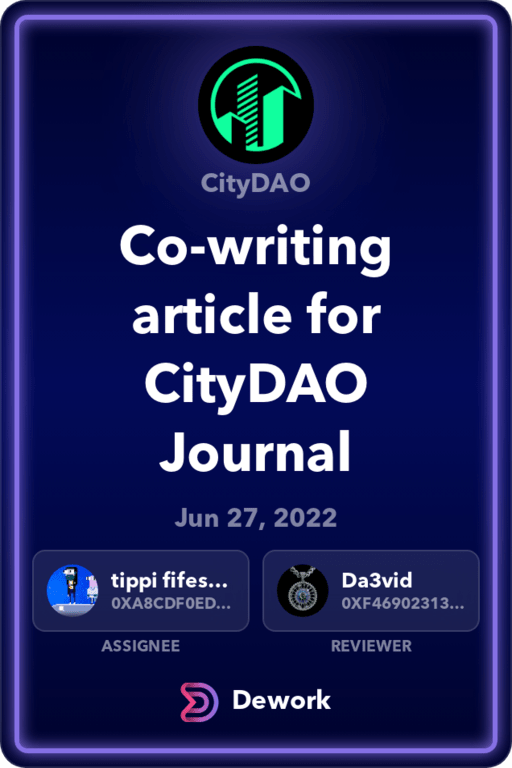 CityDAO
Co-writing
article for
CityDAO
Journal
Jun 27, 2022
tippi fifes...
0XA8CDF0ED...
Da3vid
0XF46902313...
ASSIGNEE
REVIEWER
Dework